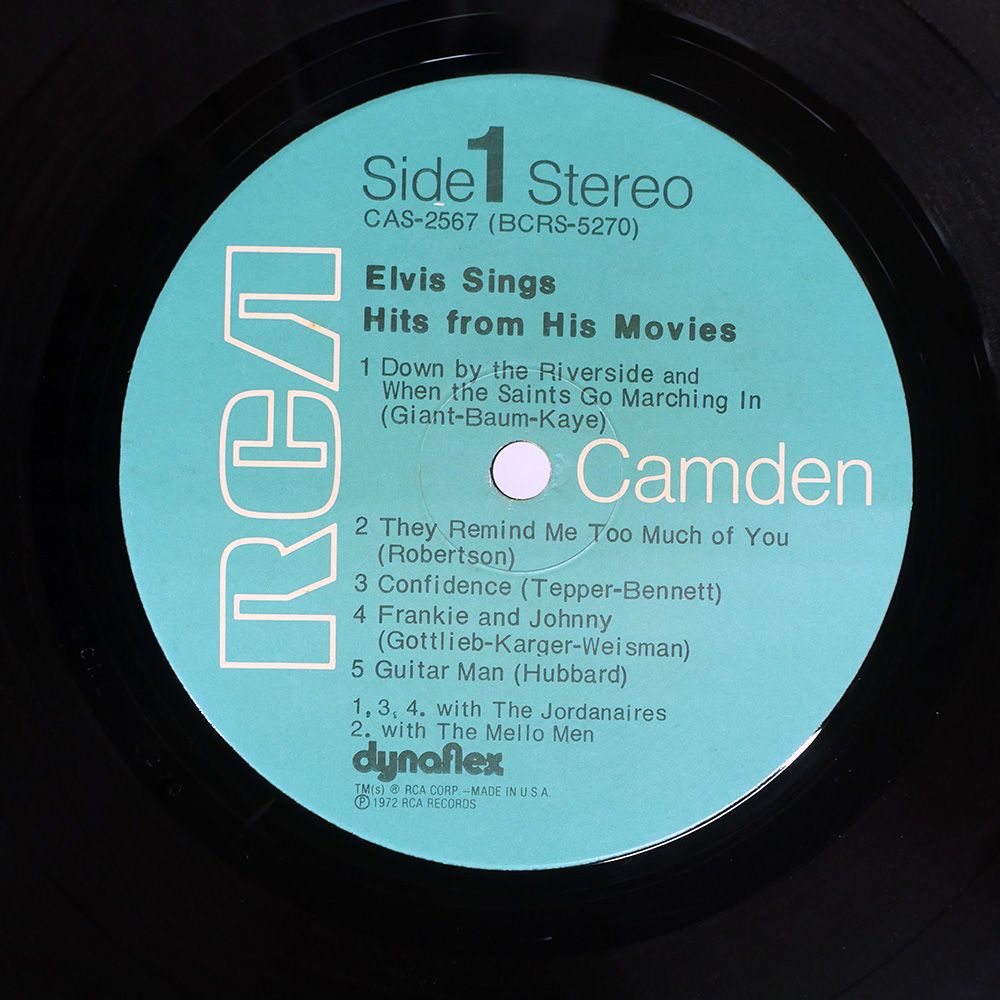 Side 1 Stereo
CAS-2567 (BCRS-5270)
Elvis Sings
Hits from His Movies
1 Down by the Riverside and
When the Saints Go Marching In
(Giant-Baum-Kaye)
RCA
Camden
2 They Remind Me Too Much of You
(Robertson)
3 Confidence (Tepper-Bennett)
4 Frankie and Johnny
(Gottlieb-Karger-Weisman)
5 Guitar Man (Hubbard)
1, 3, 4. with The Jordanaires
2. with The Mello Men
dynaflex
TM(s) ® RCA CORP.—MADE IN U.S.A.
Ⓟ 1972 RCA RECORDS